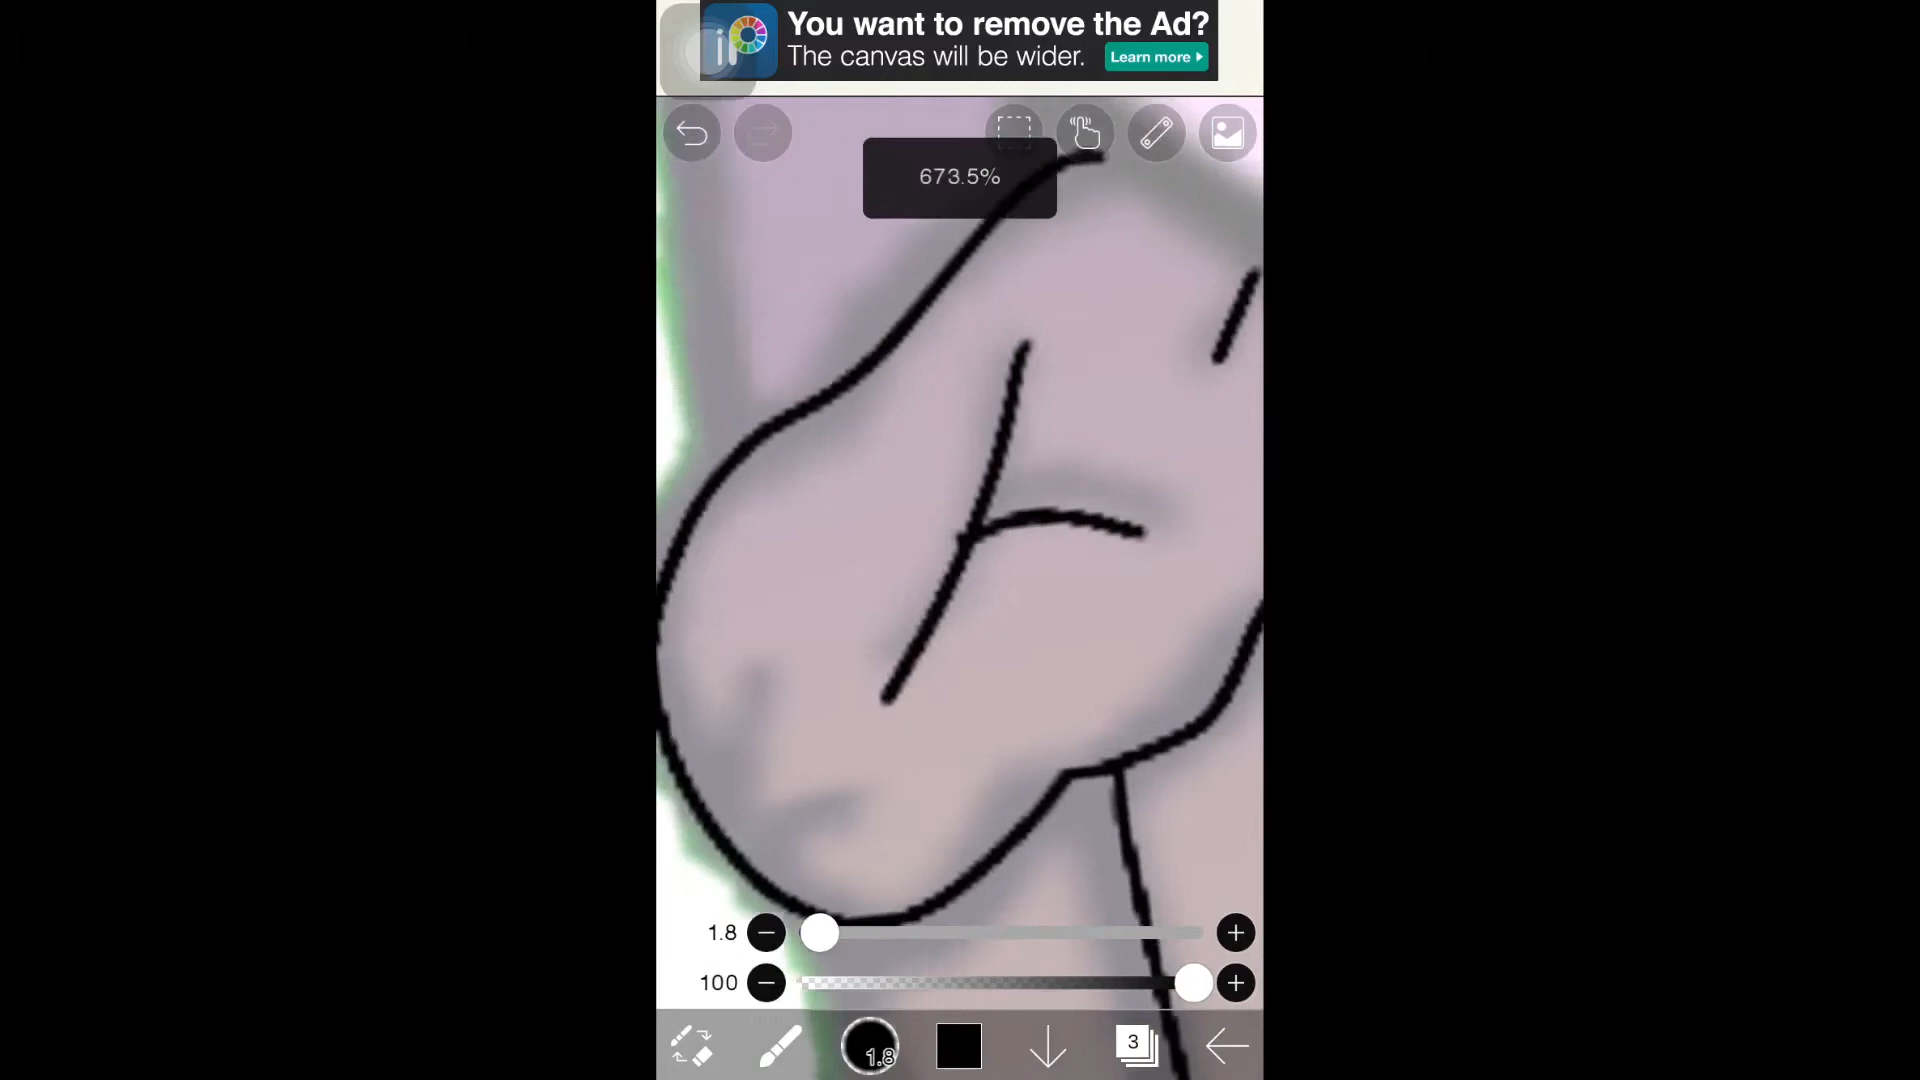 You want to remove the Ad?
The canvas will be wider.
Learn more
673.5%
1.8
100
1.8
3